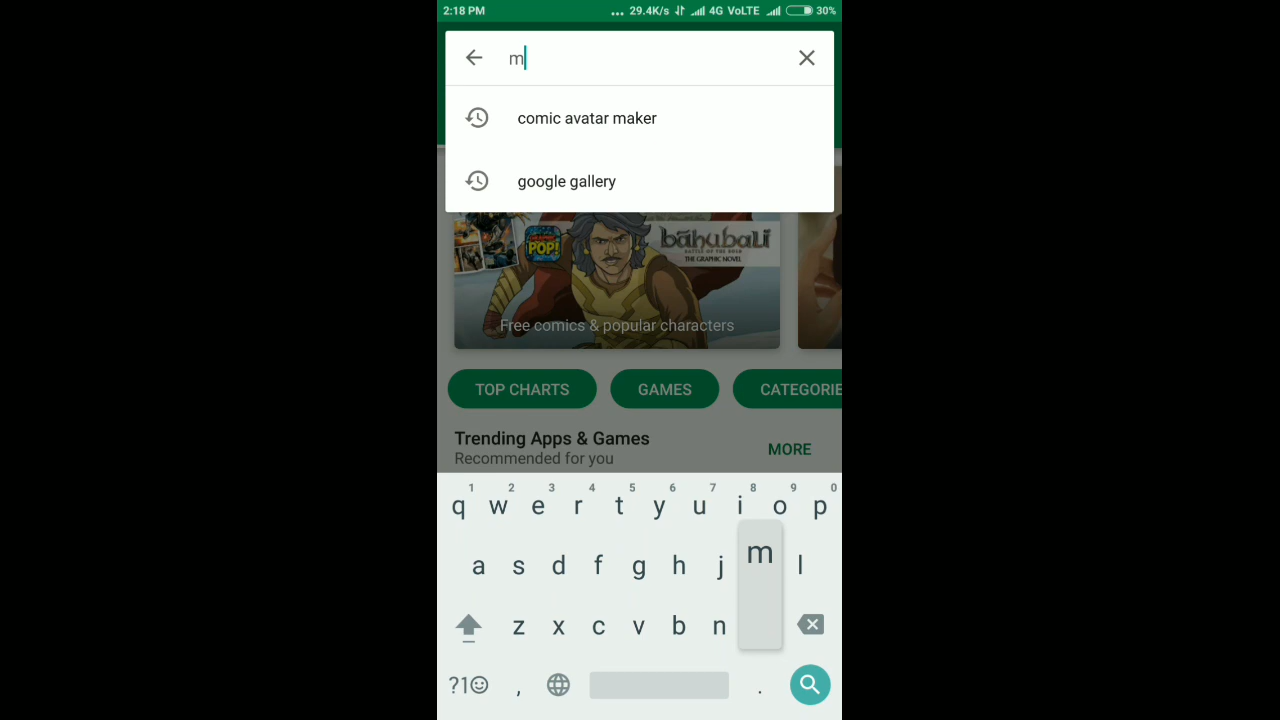 2:18 PM ... 29.4K/s 4G VoLTE 30%
m
comic avatar maker
google gallery
POP!
bāhubali
THE GRAPHIC NOVEL
Free comics & popular characters
TOP CHARTS GAMES CATEGORIE
Trending Apps & Games
Recommended for you
MORE
1 2 3 4 5 6 7 8 9 0
q w e r t y u i o p
a s d f g h j m l
z x c v b n
?1☺ , .